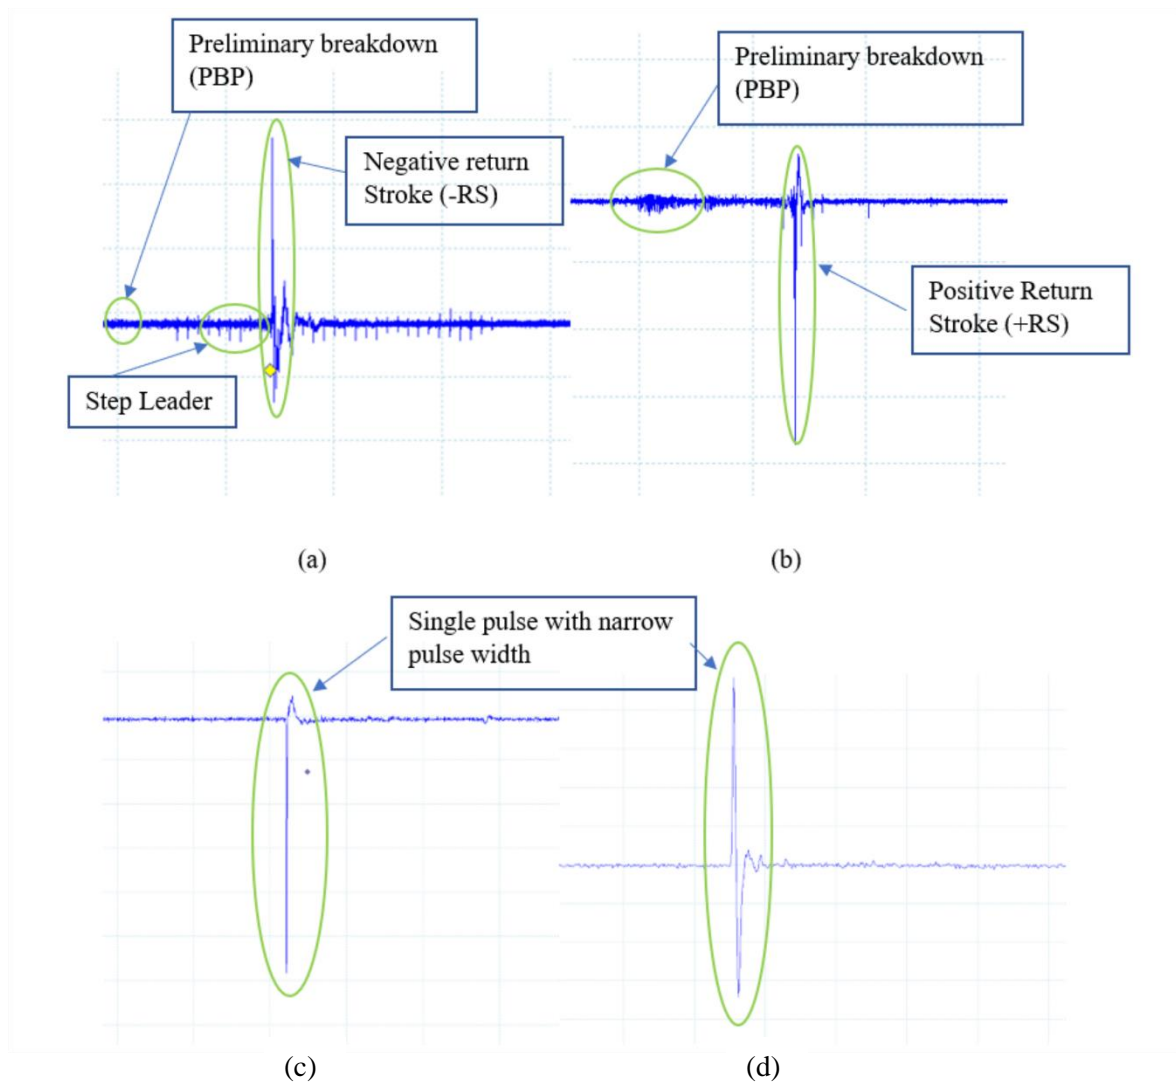 Preliminary breakdown
(PBP)
Negative return
Stroke (-RS)
Step Leader
Preliminary breakdown
(PBP)
Positive Return
Stroke (+RS)
(a)
(b)
Single pulse with narrow
pulse width
(c)
(d)